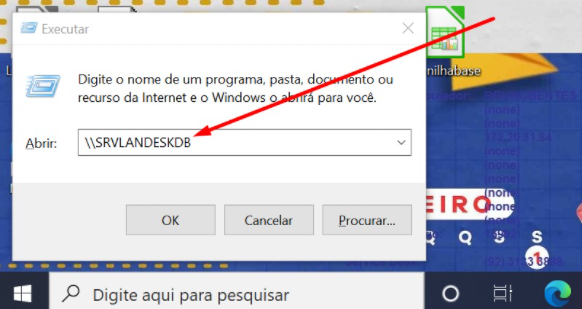 Executar
nilhabase
Digite o nome de um programa, pasta, documento ou
recurso da Internet e o Windows o abrirá para você.
Abrir:
\\SRVLANDESKDB
OK
Cancelar
Procurar...
(none)
(none)
(none)
(none)
EIRO
Q Q S S
1
Digite aqui para pesquisar